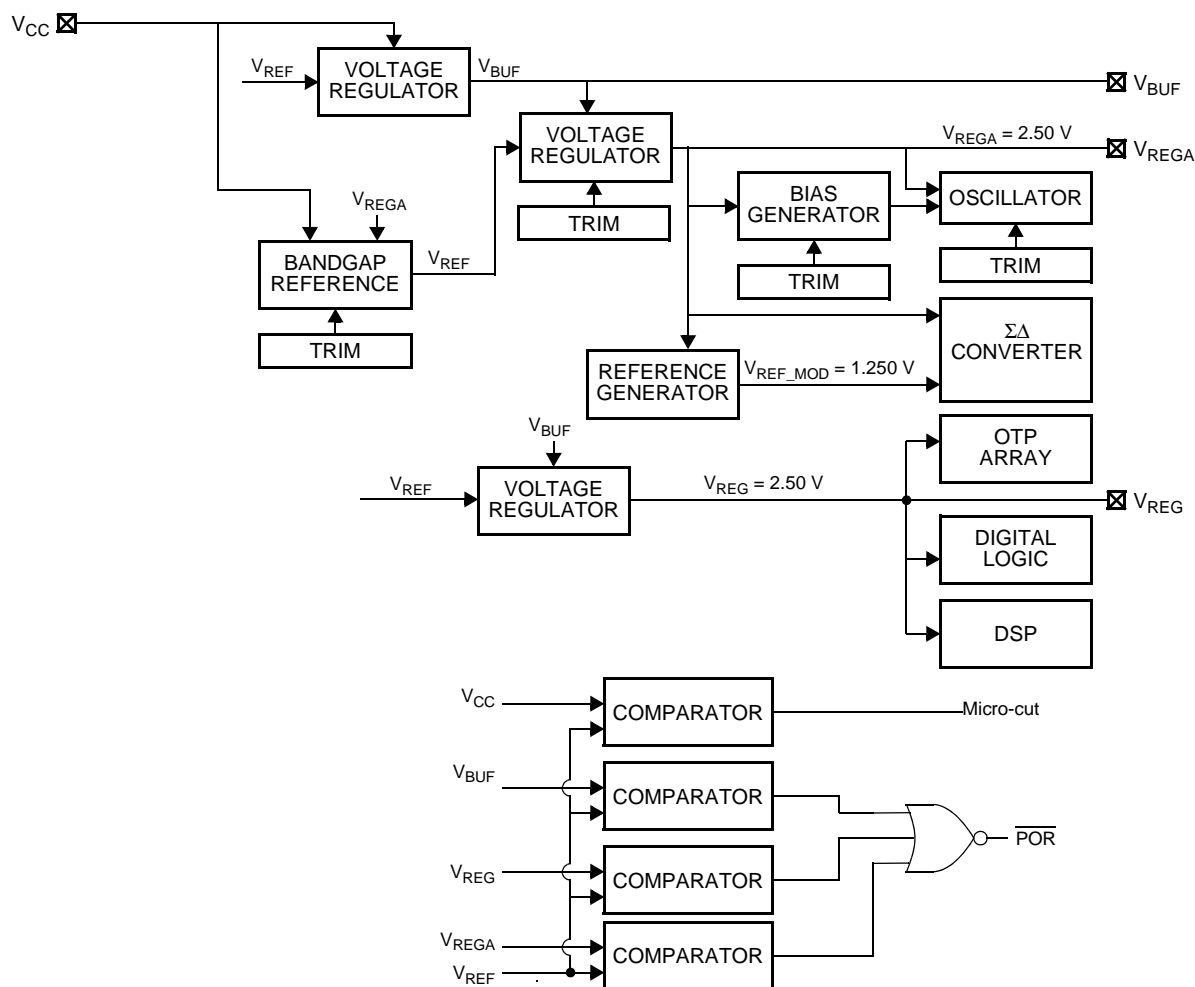 VCC
VREF
VOLTAGE
REGULATOR
VBUF
VBUF
VOLTAGE
REGULATOR
VREGA = 2.50 V
VREGA
TRIM
BIAS
GENERATOR
OSCILLATOR
VREGA
BANDGAP
REFERENCE
VREF
TRIM
TRIM
TRIM
ΣΔ
CONVERTER
REFERENCE
GENERATOR
VREF_MOD = 1.250 V
VBUF
OTP
ARRAY
VREF
VOLTAGE
REGULATOR
VREG = 2.50 V
VREG
DIGITAL
LOGIC
DSP
VCC
COMPARATOR
Micro-cut
VBUF
COMPARATOR
POR
VREG
COMPARATOR
VREGA
COMPARATOR
VREF